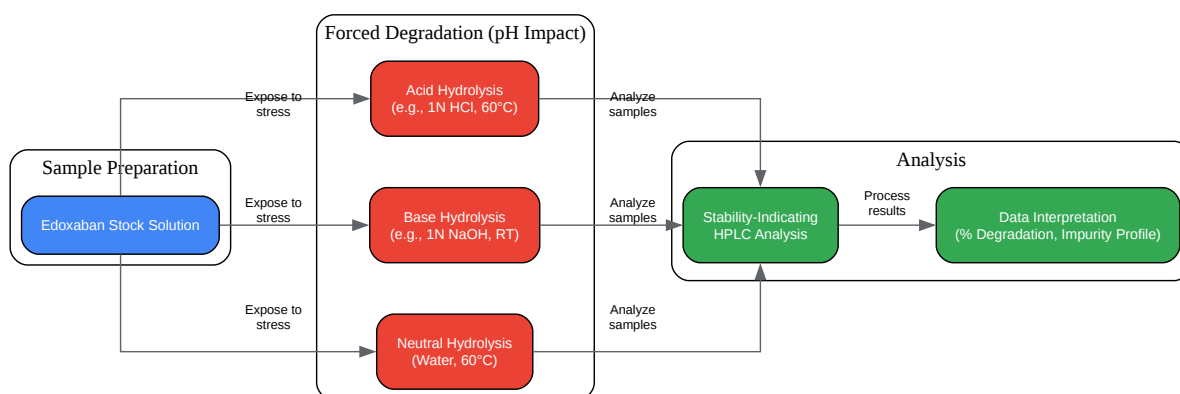 Forced Degradation (pH Impact)
Expose to
stress
Acid Hydrolysis
(e.g., 1N HCl, 60°C)
Analyze
samples
Sample Preparation
Edoxaban Stock Solution
Expose to
stress
Base Hydrolysis
(e.g., 1N NaOH, RT)
Analyze
samples
Analysis
Stability-Indicating
HPLC Analysis
Process
results
Data Interpretation
(% Degradation, Impurity Profile)
Expose to
stress
Neutral Hydrolysis
(Water, 60°C)
Analyze
samples